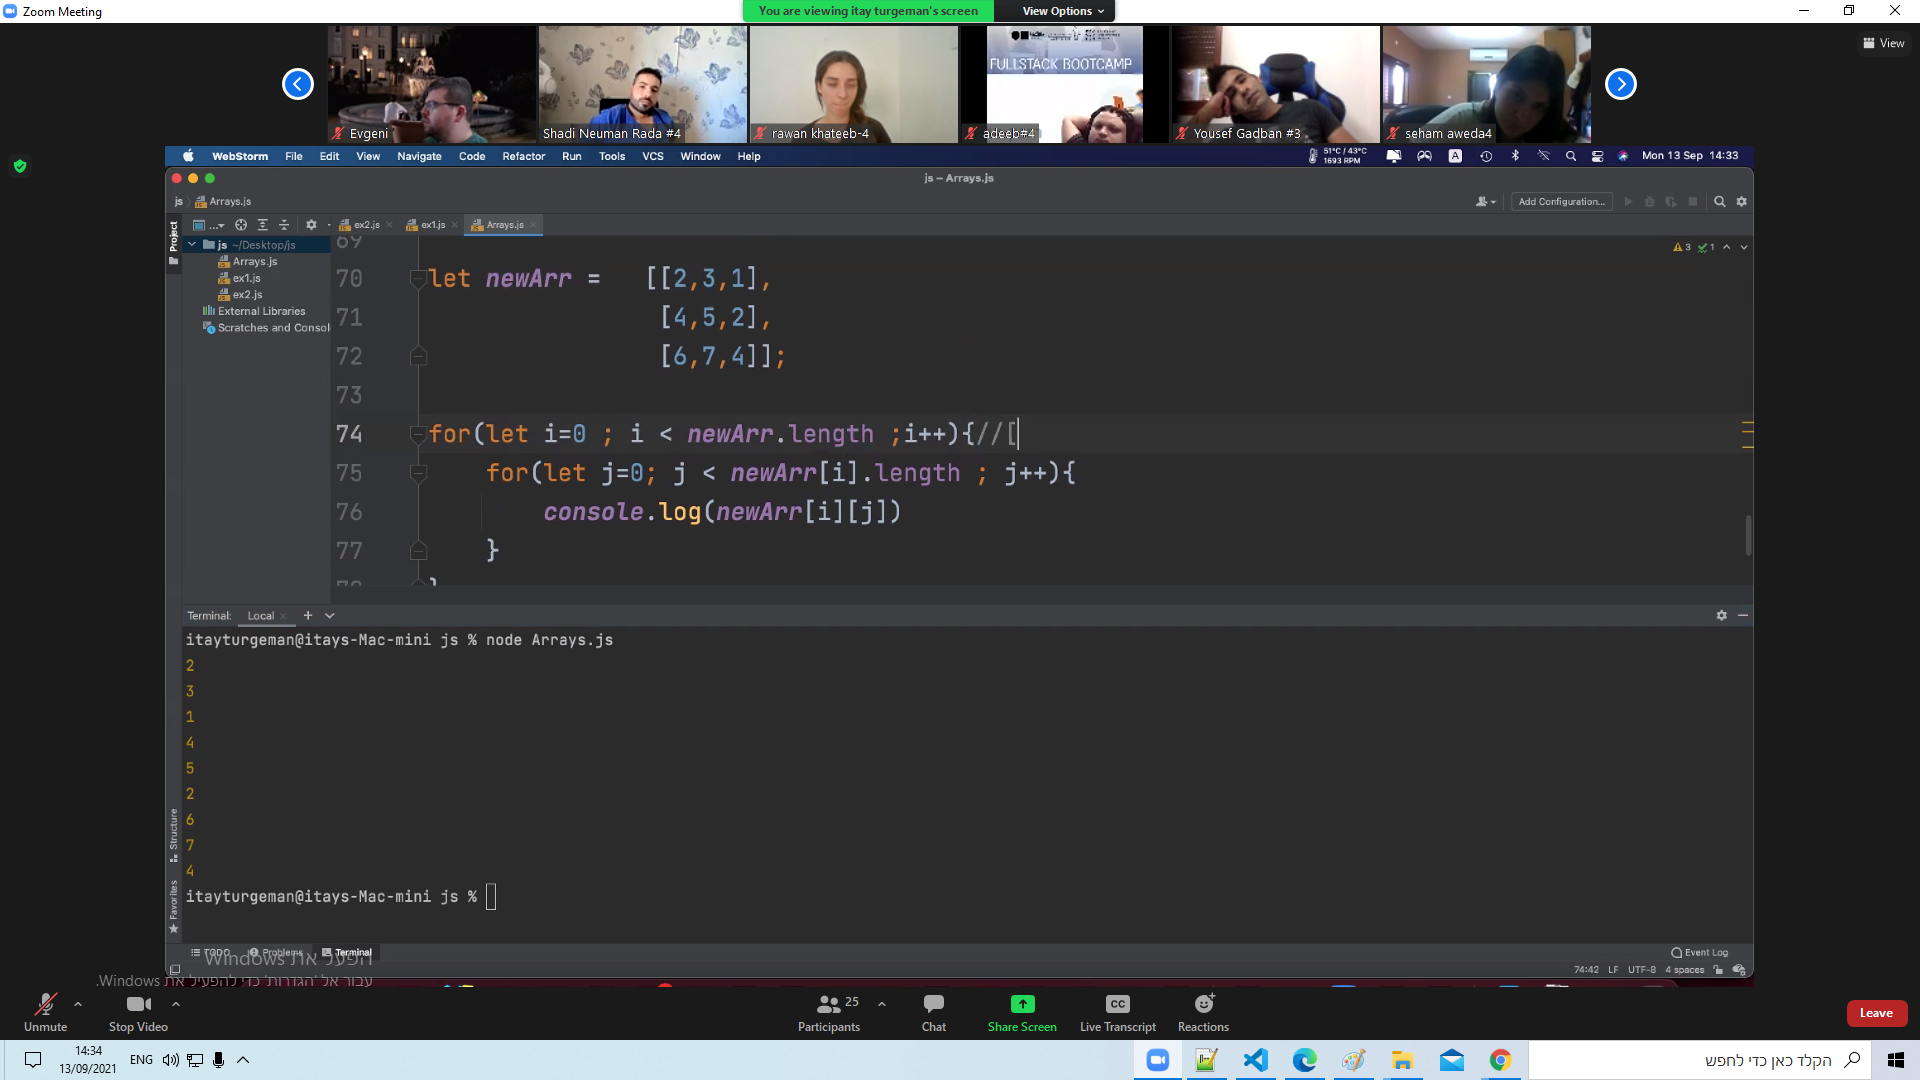 Zoom Meeting
You are viewing itay turgeman's screen
View Options
View
FULLSTACK BOOTCAMP
Evgeni
Shadi Neuman Rada #4
rawan khateeb-4
adeeb#4
Yousef Gadban #3
seham aweda4
WebStorm File Edit View Navigate Code Refactor Run Tools VCS Window Help
51°C / 43°C
1693 RPM
A
Mon 13 Sep 14:33
js – Arrays.js
js Arrays.js
Add Configuration...
Project
...
ex2.js
ex1.js
Arrays.js
js ~/Desktop/js
Arrays.js
ex1.js
ex2.js
External Libraries
Scratches and Consol
3 1
69
70 let newArr = [[2,3,1],
71 [4,5,2],
72 [6,7,4]];
73
74 for(let i=0 ; i < newArr.length ;i++){//[
75 for(let j=0; j < newArr[i].length ; j++){
76 console.log(newArr[i][j])
77 }
78 }
Terminal: Local
itayturgeman@itays-Mac-mini js % node Arrays.js
2
3
1
4
5
2
6
7
4
itayturgeman@itays-Mac-mini js %
Structure
Favorites
TODO Problems Terminal
Event Log
74:42 LF UTF-8 4 spaces
הפעל את Windows
עבור אל 'הגדרות' כדי להפעיל את Windows.
Unmute
Stop Video
25
Participants
Chat
Share Screen
CC
Live Transcript
Reactions
Leave
14:34
13/09/2021
ENG
הקלד כאן כדי לחפש